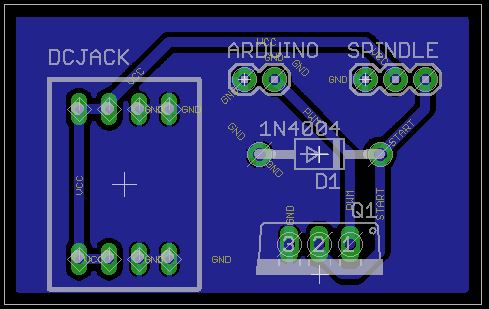 DCJACK
ARDUINO
SPINDLE
VCC
VCC
VCC
GND
GND
GND
GND
PWM
START
GND
GND
1N4004
GND
GND
D1
VCC
PWM
START
GND
Q1
3 2 1
VCC
GND
GND